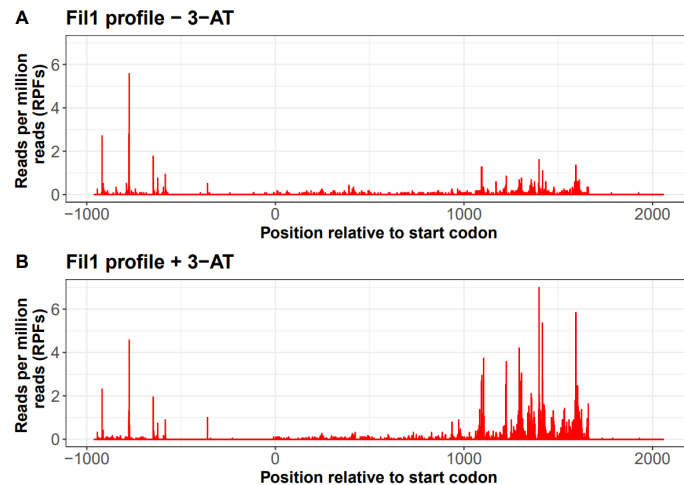 A Fil1 profile − 3−AT
Reads per million
reads (RPFs)
6
4
2
0
−1000 0 1000 2000
Position relative to start codon
B Fil1 profile + 3−AT
Reads per million
reads (RPFs)
6
4
2
0
−1000 0 1000 2000
Position relative to start codon